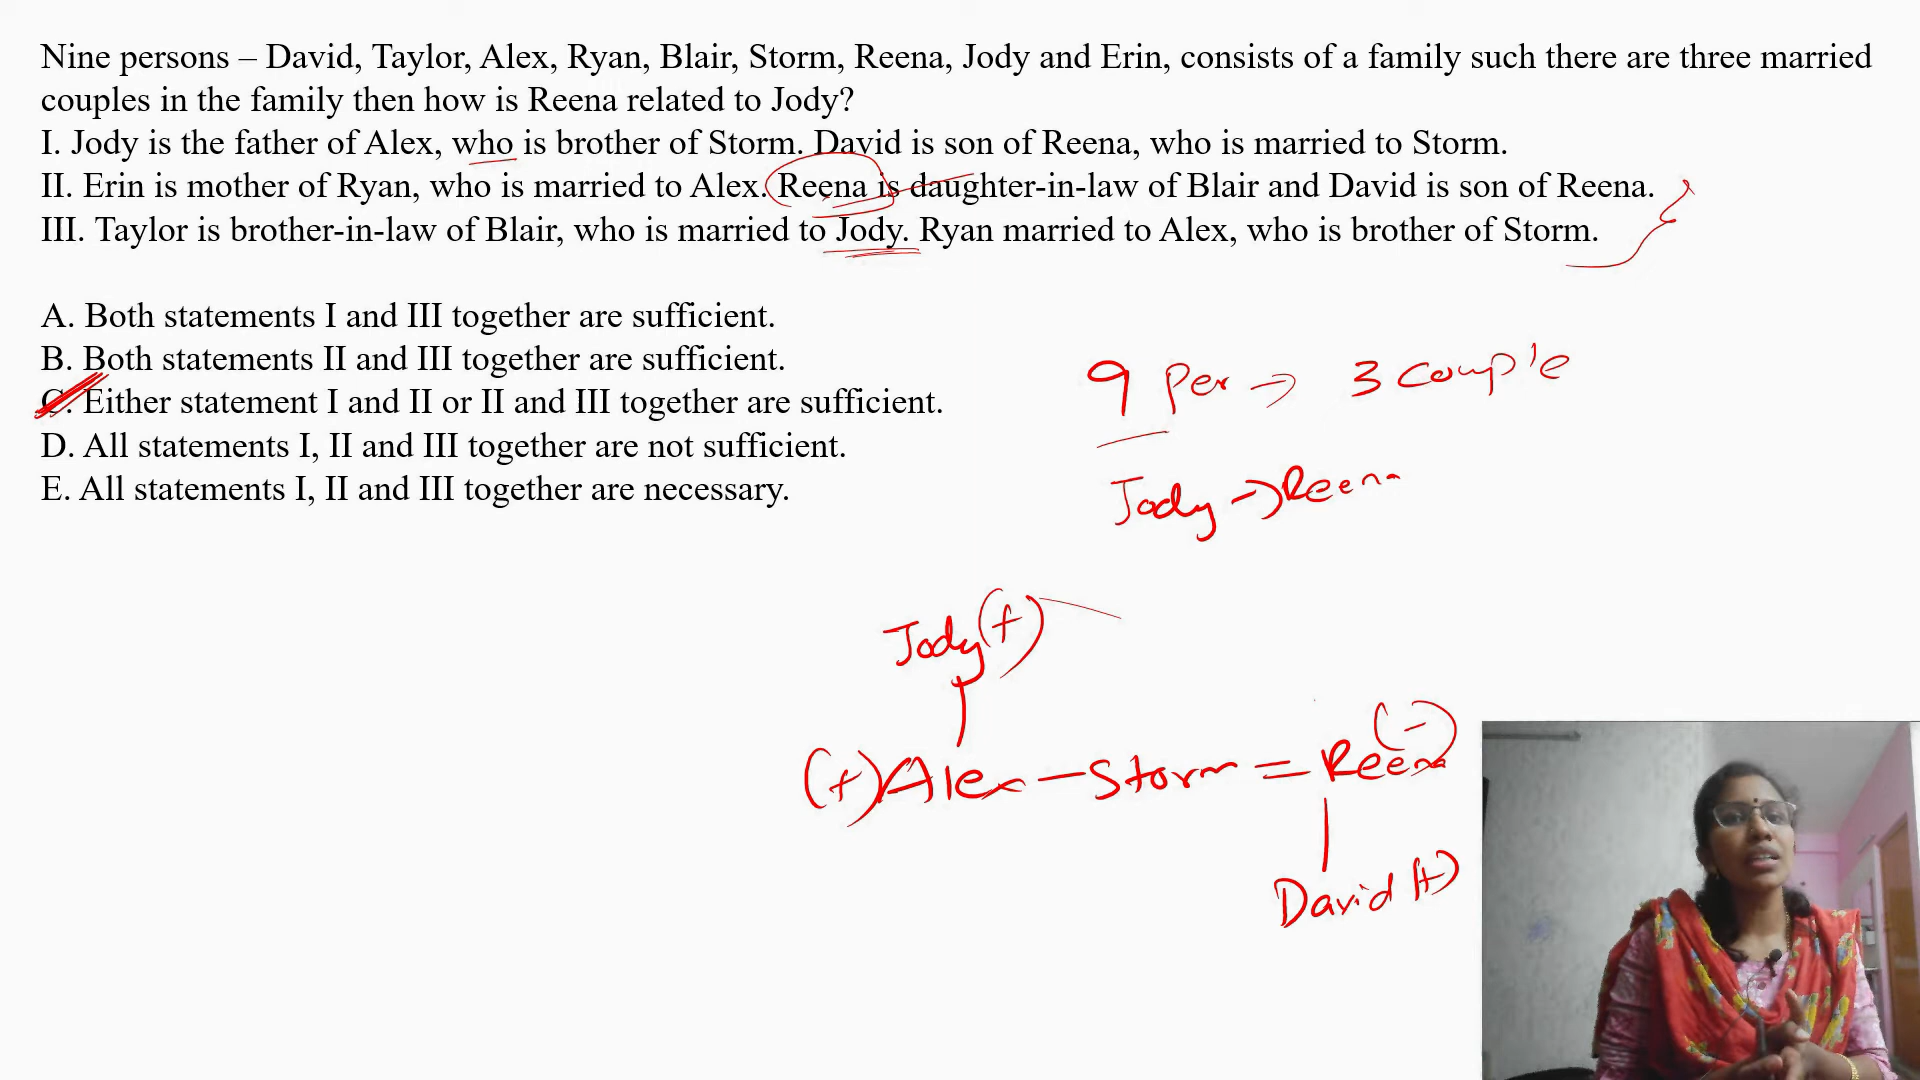 Nine persons – David, Taylor, Alex, Ryan, Blair, Storm, Reena, Jody and Erin, consists of a family such there are three married
couples in the family then how is Reena related to Jody?
I. Jody is the father of Alex, who is brother of Storm. David is son of Reena, who is married to Storm.
II. Erin is mother of Ryan, who is married to Alex. Reena is daughter-in-law of Blair and David is son of Reena.
III. Taylor is brother-in-law of Blair, who is married to Jody. Ryan married to Alex, who is brother of Storm.
A. Both statements I and III together are sufficient.
B. Both statements II and III together are sufficient.
C. Either statement I and II or II and III together are sufficient.
D. All statements I, II and III together are not sufficient.
E. All statements I, II and III together are necessary.
9 Per → 3 couple
Jody → Reena
Jody (+)
(+) Alex — Storm = Reena (-)
David (+)